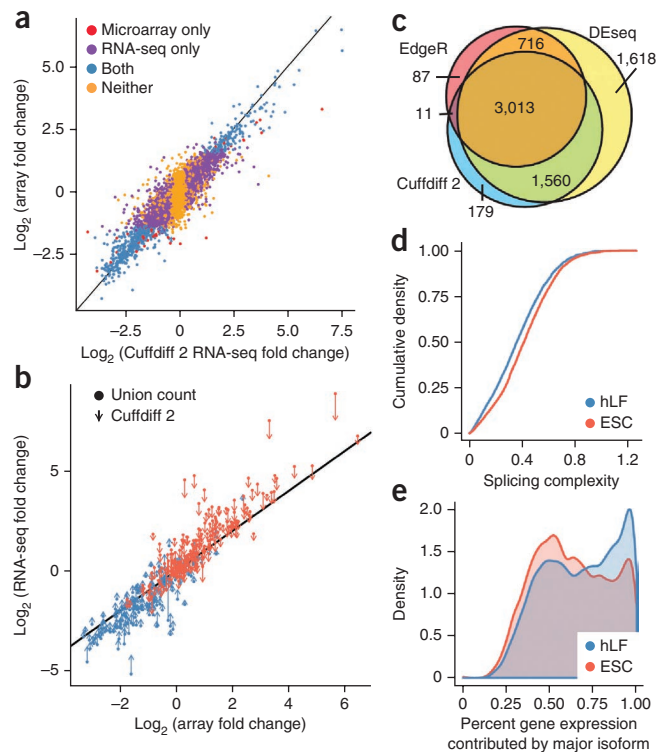 a
Microarray only
RNA-seq only
Both
Neither
Log2 (array fold change)
2.5
0
−2.5
−2.5
0
2.5
5.0
7.5
Log2 (Cuffdiff 2 RNA-seq fold change)
b
Union count
Cuffdiff 2
Log2 (RNA-seq fold change)
5
0
−5
−2
0
2
4
6
Log2 (array fold change)
c
EdgeR
DEseq
716
1,618
87
3,013
11
1,560
Cuffdiff 2
179
d
Cumulative density
1.00
0.75
0.50
0.25
0
hLF
ESC
0
0.4
0.8
1.2
Splicing complexity
e
Density
2.0
1.5
1.0
0.5
0
hLF
ESC
0
0.25
0.50
0.75
1.00
Percent gene expression
contributed by major isoform